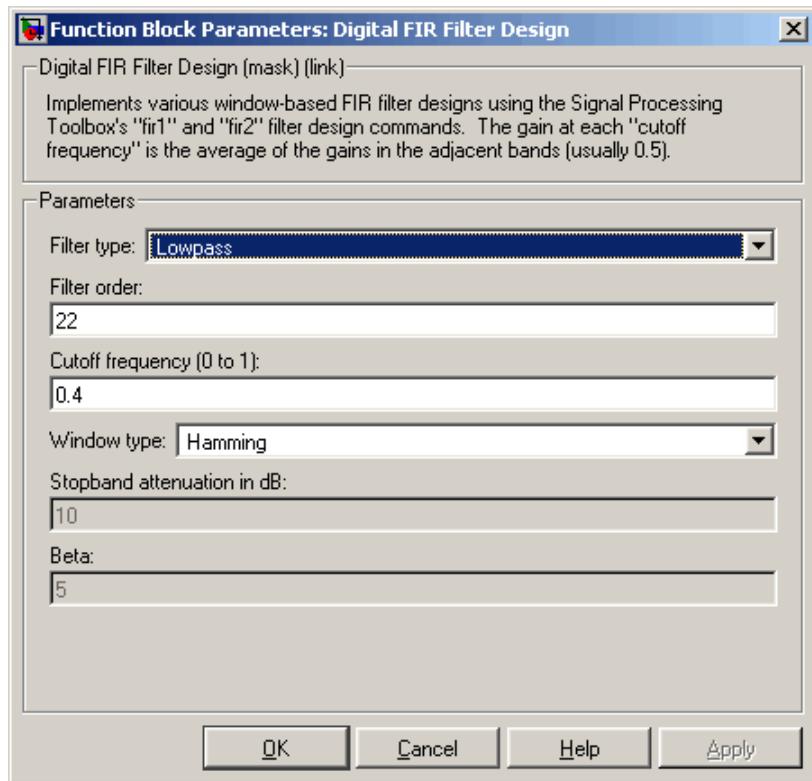 Function Block Parameters: Digital FIR Filter Design
Digital FIR Filter Design (mask) (link)
Implements various window-based FIR filter designs using the Signal Processing
Toolbox's "fir1" and "fir2" filter design commands.  The gain at each "cutoff
frequency" is the average of the gains in the adjacent bands (usually 0.5).
Parameters
Filter type: Lowpass
Filter order:
22
Cutoff frequency (0 to 1):
0.4
Window type: Hamming
Stopband attenuation in dB:
10
Beta:
5
OK Cancel Help Apply